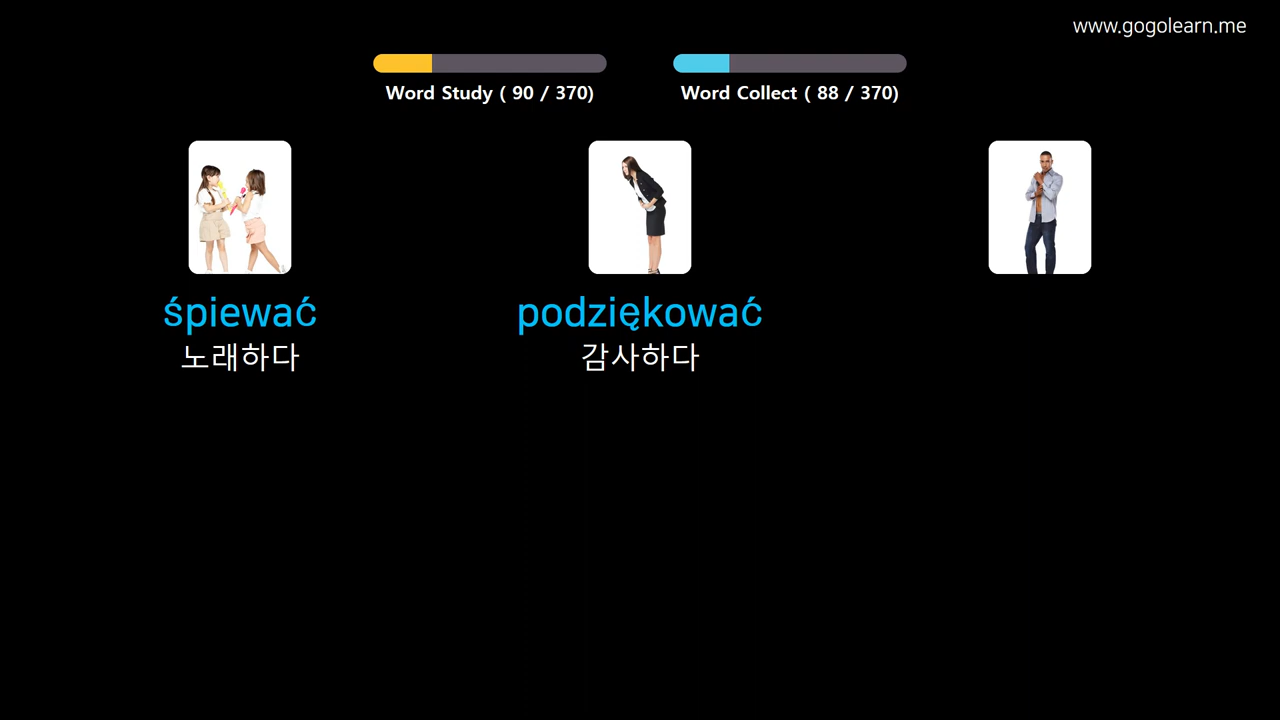 www.gogolearn.me
Word Study ( 90 / 370)
Word Collect ( 88 / 370)
śpiewać
노래하다
podziękować
감사하다